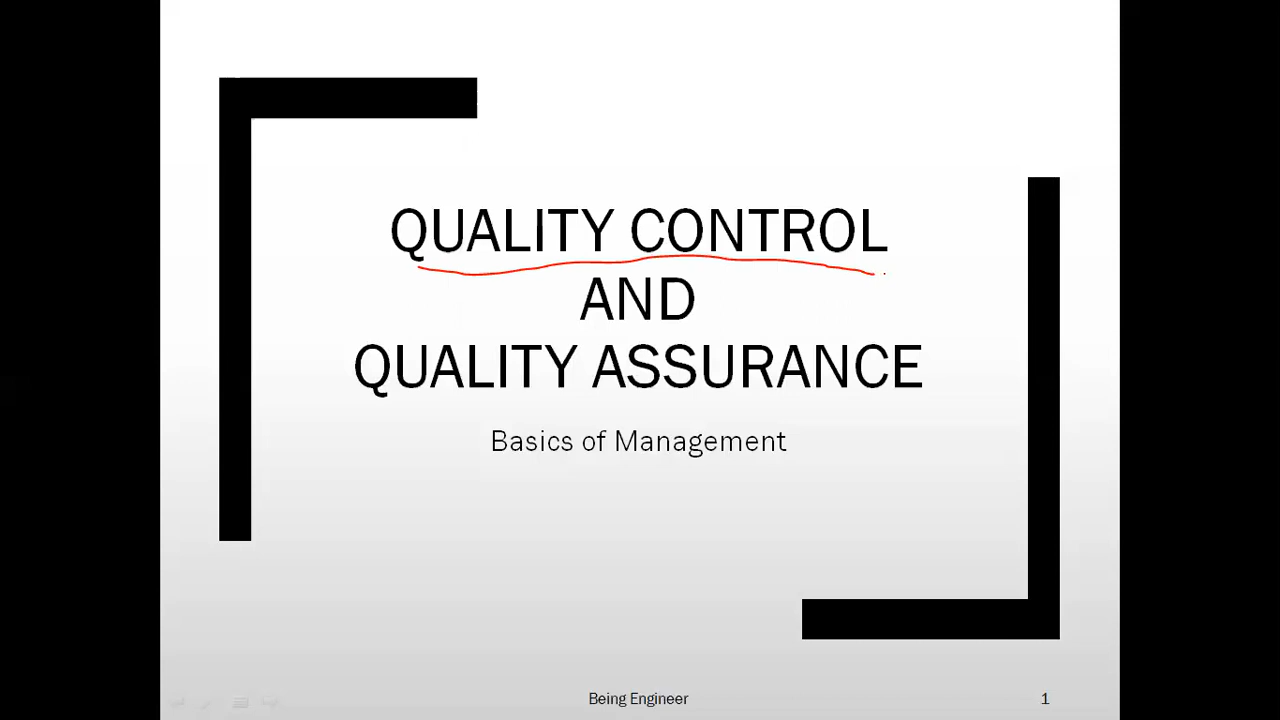 QUALITY CONTROL
AND
QUALITY ASSURANCE
Basics of Management
Being Engineer
1